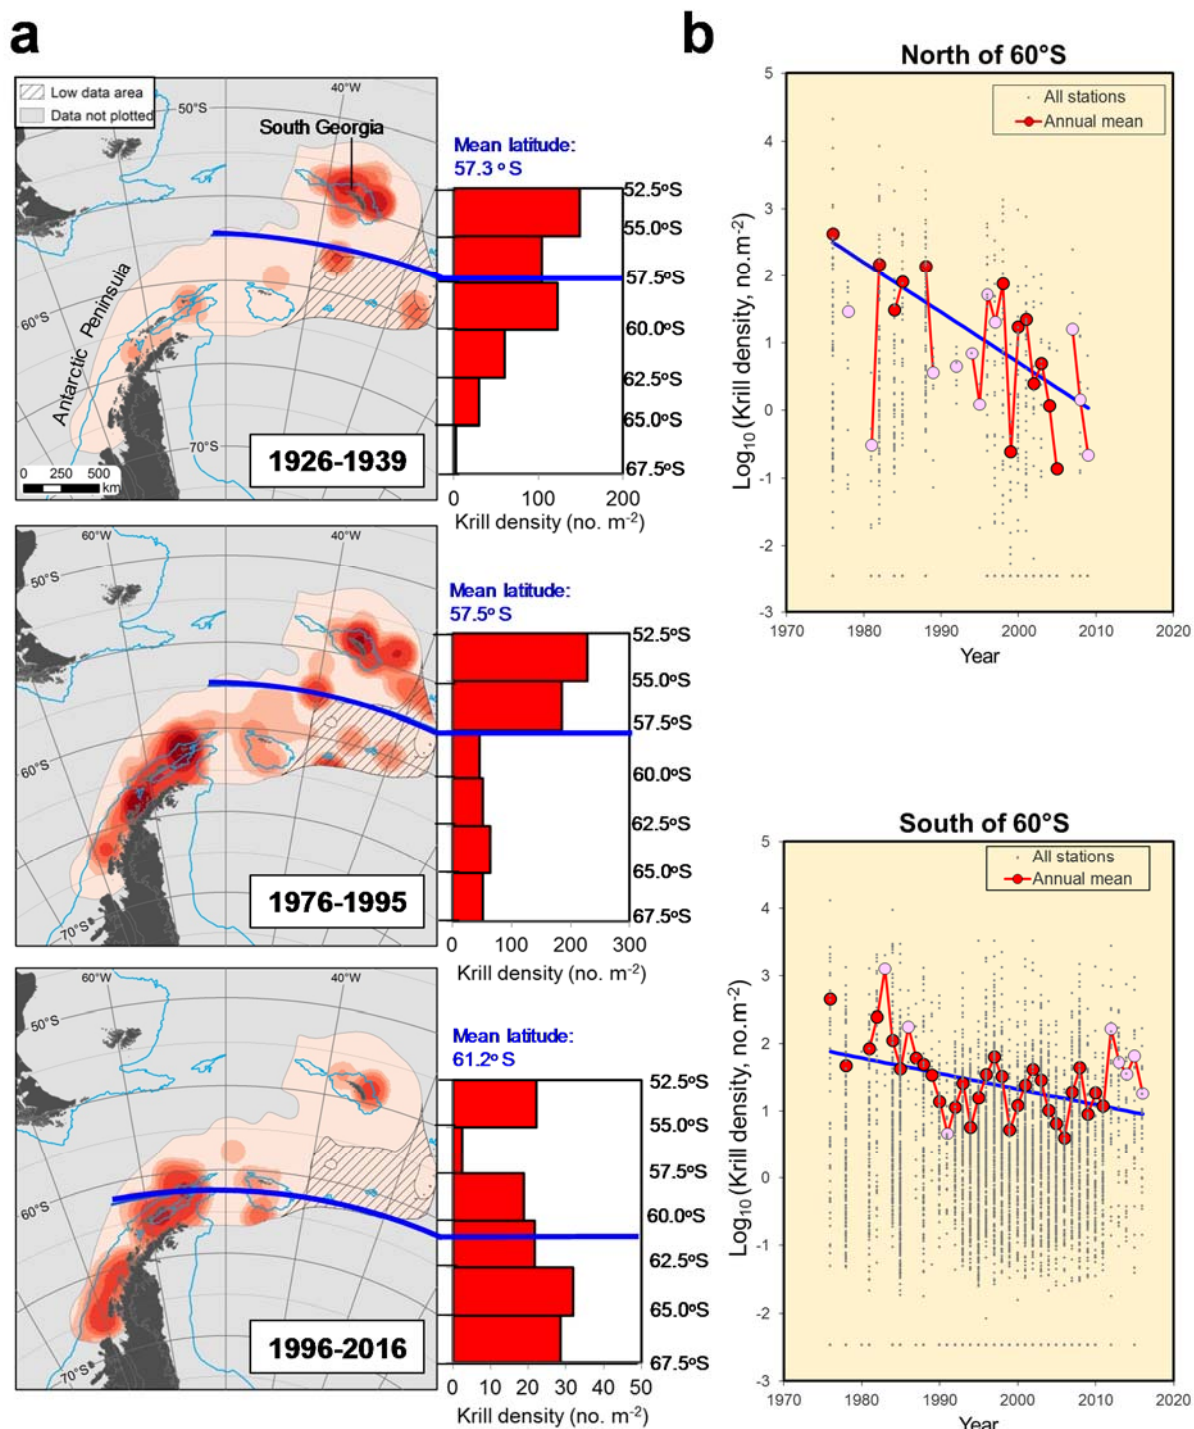 a
Low data area
Data not plotted
50°S
40°W
South Georgia
Antarctic Peninsula
60°S
70°S
0 250 500
km
1926-1939
Mean latitude:
57.3 ° S
52.5°S
55.0°S
57.5°S
60.0°S
62.5°S
65.0°S
67.5°S
0 100 200
Krill density (no. m-2)
60°W
40°W
50°S
60°S
70°S
1976-1995
Mean latitude:
57.5° S
52.5°S
55.0°S
57.5°S
60.0°S
62.5°S
65.0°S
67.5°S
0 100 200 300
Krill density (no. m-2)
60°W
40°W
50°S
60°S
70°S
1996-2016
Mean latitude:
61.2° S
52.5°S
55.0°S
57.5°S
60.0°S
62.5°S
65.0°S
67.5°S
0 10 20 30 40 50
Krill density (no. m-2)
b
North of 60°S
All stations
Annual mean
Log10 (Krill density, no.m-2)
5
4
3
2
1
0
-1
-2
-3
1970 1980 1990 2000 2010 2020
Year
South of 60°S
All stations
Annual mean
Log10 (Krill density, no.m-2)
5
4
3
2
1
0
-1
-2
-3
1970 1980 1990 2000 2010 2020
Year